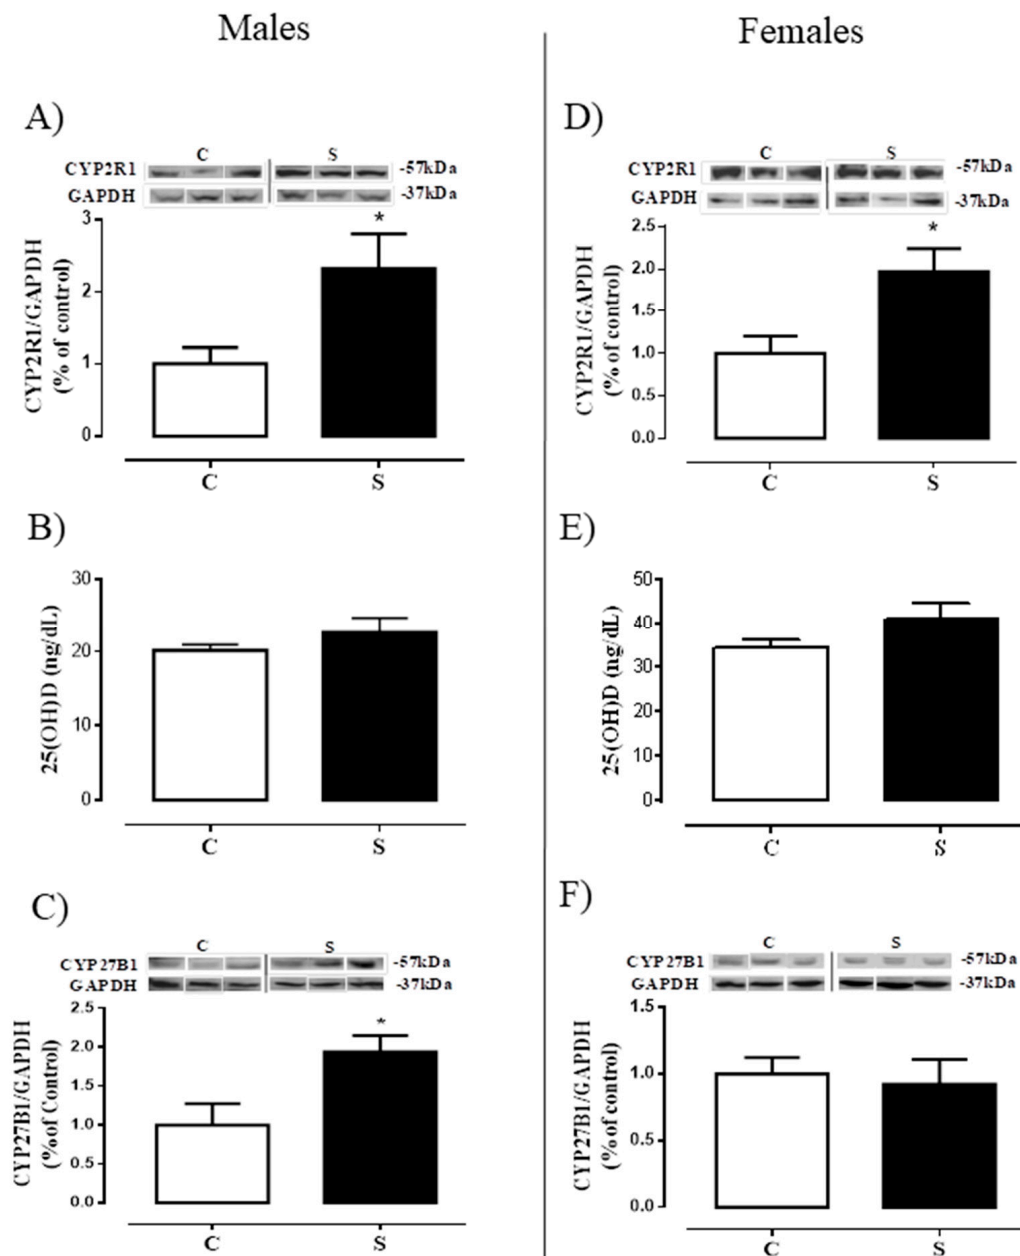 Males
Females
A)
C S
CYP2R1 -57kDa
GAPDH -37kDa
*
CYP2R1/GAPDH
(% of control)
3
2
1
0
C S
D)
C S
CYP2R1 -57kDa
GAPDH -37kDa
*
CYP2R1/GAPDH
(% of control)
2.5
2.0
1.0
0.5
0.0
C S
B)
25(OH)D (ng/dL)
30
20
10
0
C S
E)
25(OH)D (ng/dL)
50
40
30
20
10
0
C S
C)
C S
CYP27B1 -57kDa
GAPDH -37kDa
*
CYP27B1/GAPDH
(%of Control)
2.5
2.0
1.5
1.0
0.5
0.0
C S
F)
C S
CYP27B1 -57kDa
GAPDH -37kDa
CYP27B1/GAPDH
(% of control)
1.5
1.0
0.5
0.0
C S